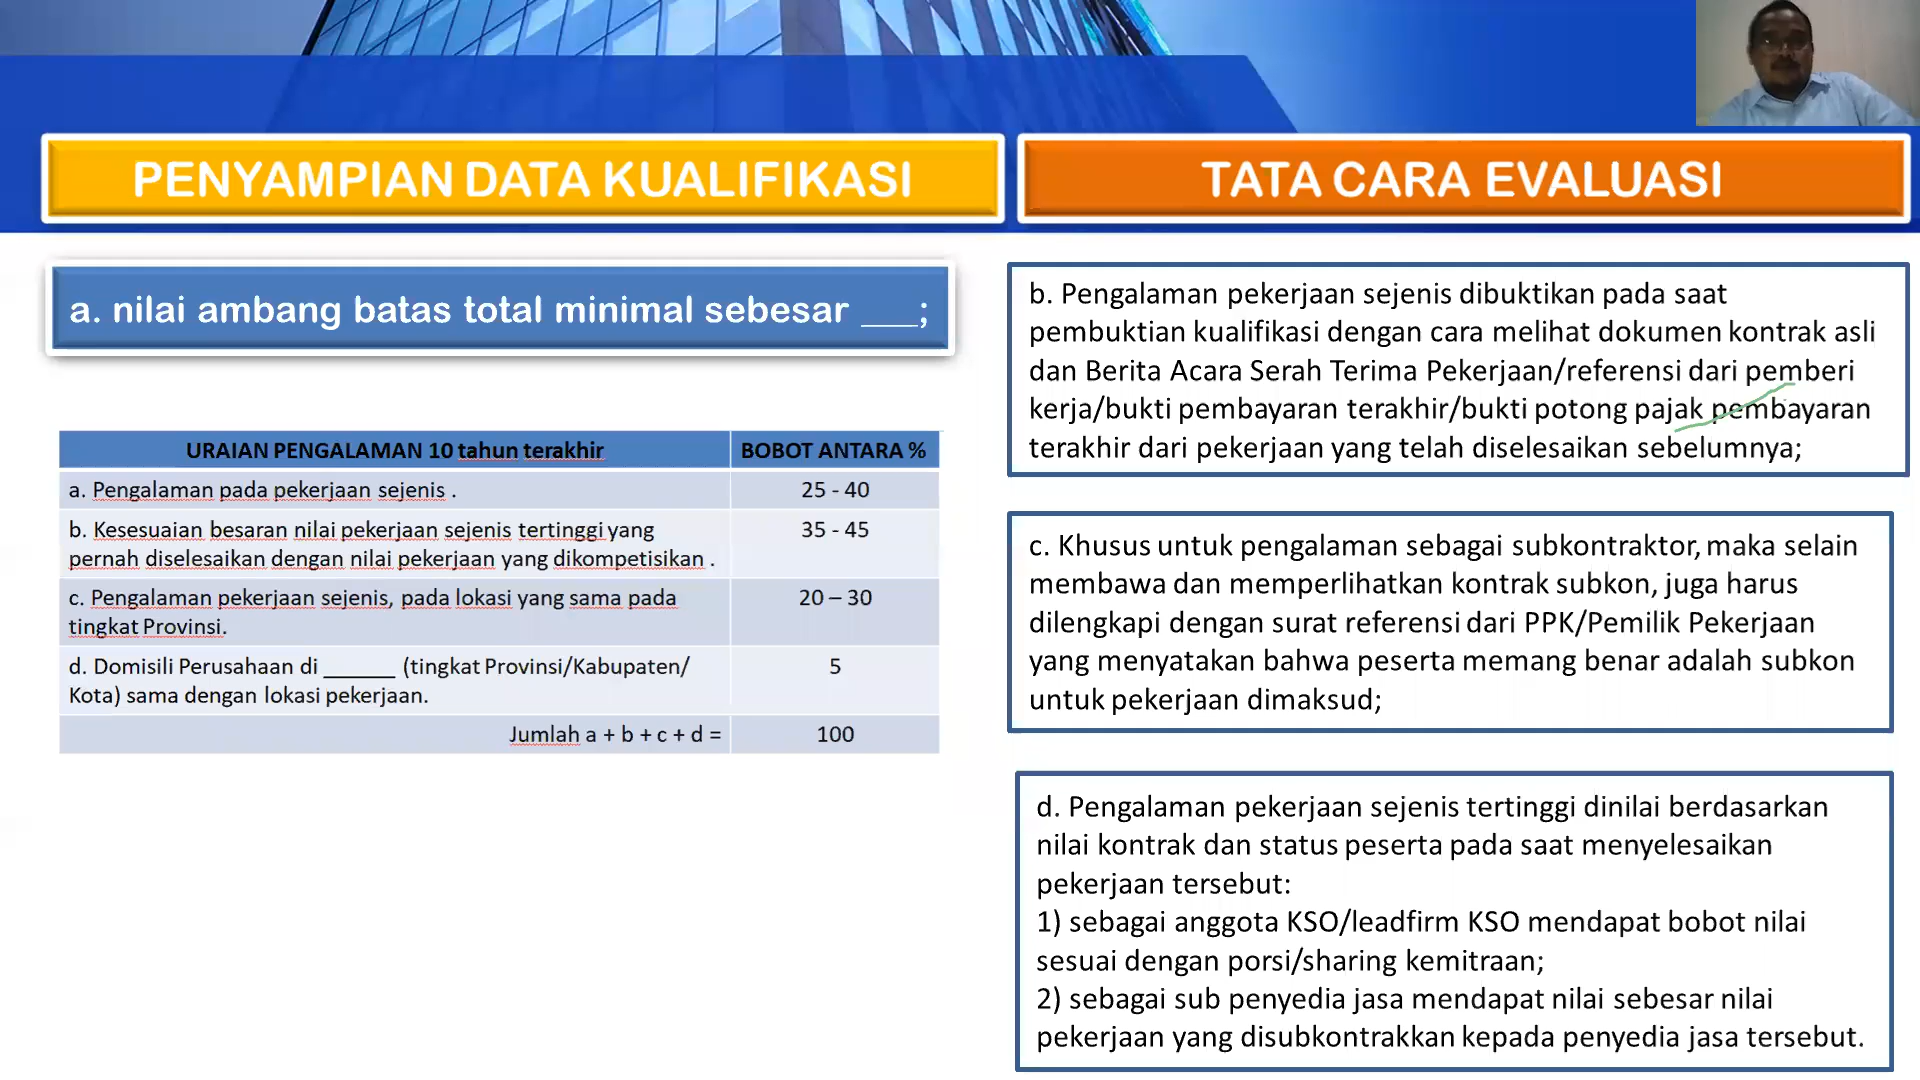 PENYAMPIAN DATA KUALIFIKASI
TATA CARA EVALUASI
a. nilai ambang batas total minimal sebesar ___;
URAIAN PENGALAMAN 10 tahun terakhir
BOBOT ANTARA %
a. Pengalaman pada pekerjaan sejenis .
25 - 40
b. Kesesuaian besaran nilai pekerjaan sejenis tertinggi yang
pernah diselesaikan dengan nilai pekerjaan yang dikompetisikan .
35 - 45
c. Pengalaman pekerjaan sejenis, pada lokasi yang sama pada
tingkat Provinsi.
20 – 30
d. Domisili Perusahaan di ______ (tingkat Provinsi/Kabupaten/
Kota) sama dengan lokasi pekerjaan.
5
Jumlah a + b + c + d =
100
b. Pengalaman pekerjaan sejenis dibuktikan pada saat
pembuktian kualifikasi dengan cara melihat dokumen kontrak asli
dan Berita Acara Serah Terima Pekerjaan/referensi dari pemberi
kerja/bukti pembayaran terakhir/bukti potong pajak pembayaran
terakhir dari pekerjaan yang telah diselesaikan sebelumnya;
c. Khusus untuk pengalaman sebagai subkontraktor, maka selain
membawa dan memperlihatkan kontrak subkon, juga harus
dilengkapi dengan surat referensi dari PPK/Pemilik Pekerjaan
yang menyatakan bahwa peserta memang benar adalah subkon
untuk pekerjaan dimaksud;
d. Pengalaman pekerjaan sejenis tertinggi dinilai berdasarkan
nilai kontrak dan status peserta pada saat menyelesaikan
pekerjaan tersebut:
1) sebagai anggota KSO/leadfirm KSO mendapat bobot nilai
sesuai dengan porsi/sharing kemitraan;
2) sebagai sub penyedia jasa mendapat nilai sebesar nilai
pekerjaan yang disubkontrakkan kepada penyedia jasa tersebut.